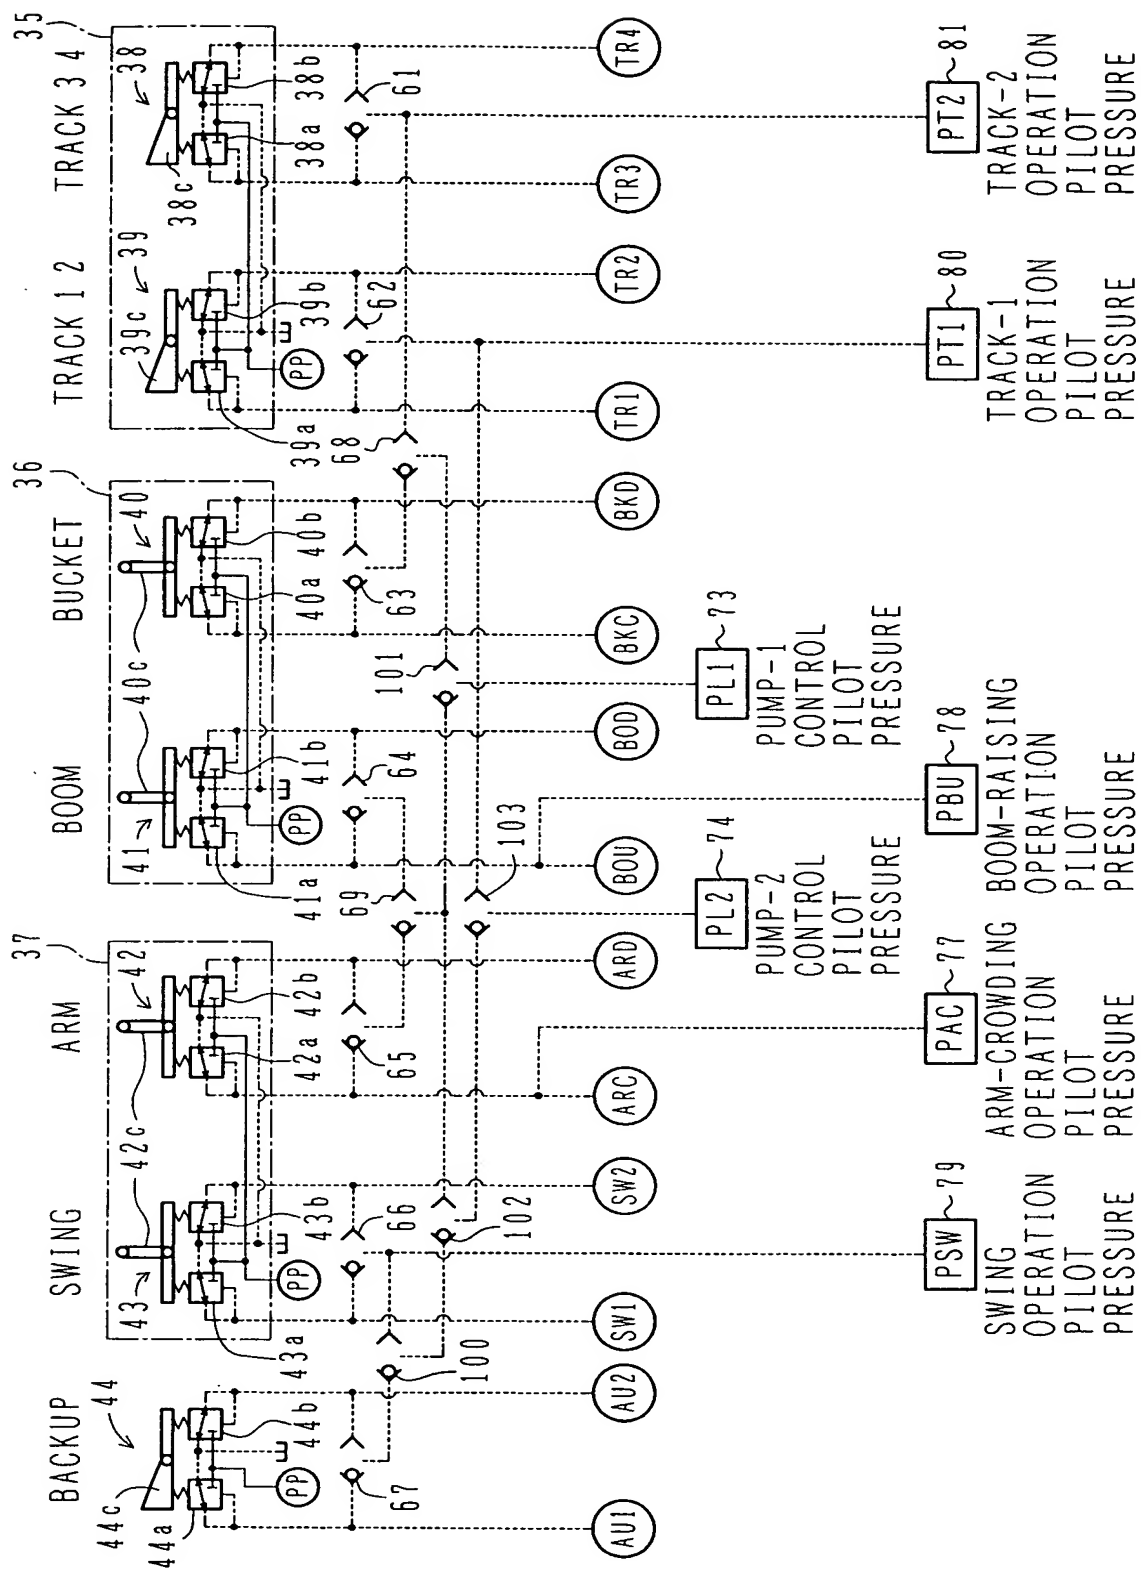 BACKUP
SWING
ARM
BOOM
BUCKET
TRACK 1 2
TRACK 3 4
35
36
37
44
44c
44a
44b
43
42c
42
43a
43b
42a
42b
41
40c
40
41a
41b
40a
40b
39c
39
39a
39b
38c
38
38a
38b
PP
PP
PP
PP
67
66
65
64
63
62
61
68
69
100
101
102
103
AU1
AU2
SW1
SW2
ARC
ARD
BOU
BOD
BKC
BKD
TR1
TR2
TR3
TR4
PL2
74
PUMP-2
CONTROL
PILOT
PRESSURE
PL1
73
PUMP-1
CONTROL
PILOT
PRESSURE
PSW
79
SWING
OPERATION
PILOT
PRESSURE
PAC
77
ARM-CROWDING
OPERATION
PILOT
PRESSURE
PBU
78
BOOM-RAISING
OPERATION
PILOT
PRESSURE
PT1
80
TRACK-1
OPERATION
PILOT
PRESSURE
PT2
81
TRACK-2
OPERATION
PILOT
PRESSURE